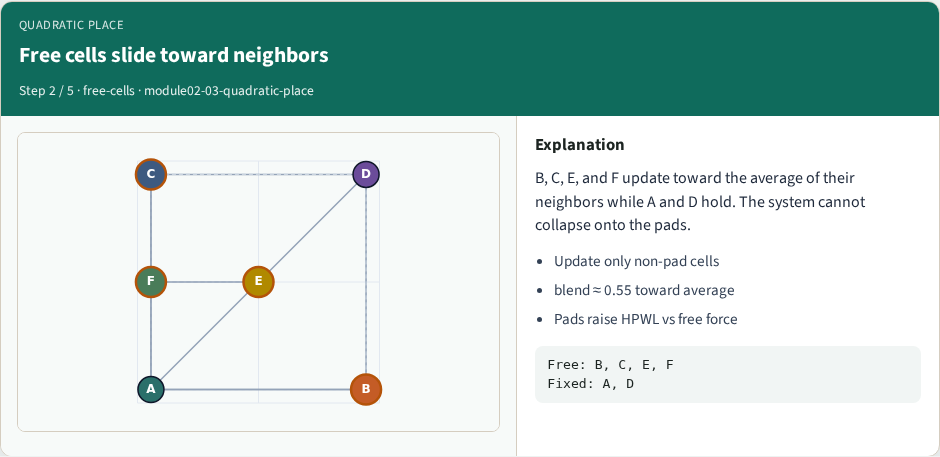 QUADRATIC PLACE
Free cells slide toward neighbors
Step 2 / 5 · free-cells · module02-03-quadratic-place
C
D
F
E
A
B
Explanation
B, C, E, and F update toward the average of their
neighbors while A and D hold. The system cannot
collapse onto the pads.
• Update only non-pad cells
• blend ≈ 0.55 toward average
• Pads raise HPWL vs free force
Free: B, C, E, F
Fixed: A, D